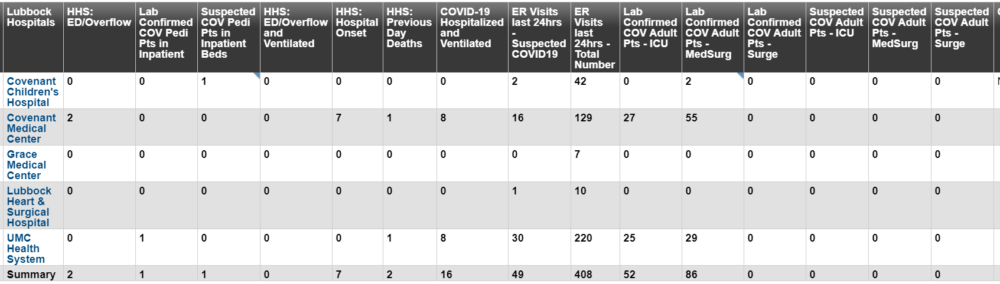 Lubbock Hospitals | HHS: ED/Overflow | Lab Confirmed COV Pedi Pts in Inpatient | Suspected COV Pedi Pts in Inpatient Beds | HHS: ED/Overflow and Ventilated | HHS: Hospital Onset | HHS: Previous Day Deaths | COVID-19 Hospitalized and Ventilated | ER Visits last 24hrs - Suspected COVID19 | ER Visits last 24hrs - Total Number | Lab Confirmed COV Adult Pts - ICU | Lab Confirmed COV Adult Pts - MedSurg | Lab Confirmed COV Adult Pts - Surge | Suspected COV Adult Pts - ICU | Suspected COV Adult Pts - MedSurg | Suspected COV Adult Pts - Surge
Covenant Children's Hospital | 0 | 0 | 1 | 0 | 0 | 0 | 0 | 2 | 42 | 0 | 2 | 0 | 0 | 0 | 0
Covenant Medical Center | 2 | 0 | 0 | 0 | 7 | 1 | 8 | 16 | 129 | 27 | 55 | 0 | 0 | 0 | 0
Grace Medical Center | 0 | 0 | 0 | 0 | 0 | 0 | 0 | 0 | 7 | 0 | 0 | 0 | 0 | 0 | 0
Lubbock Heart & Surgical Hospital | 0 | 0 | 0 | 0 | 0 | 0 | 0 | 1 | 10 | 0 | 0 | 0 | 0 | 0 | 0
UMC Health System | 0 | 1 | 0 | 0 | 0 | 1 | 8 | 30 | 220 | 25 | 29 | 0 | 0 | 0 | 0
Summary | 2 | 1 | 1 | 0 | 7 | 2 | 16 | 49 | 408 | 52 | 86 | 0 | 0 | 0 | 0